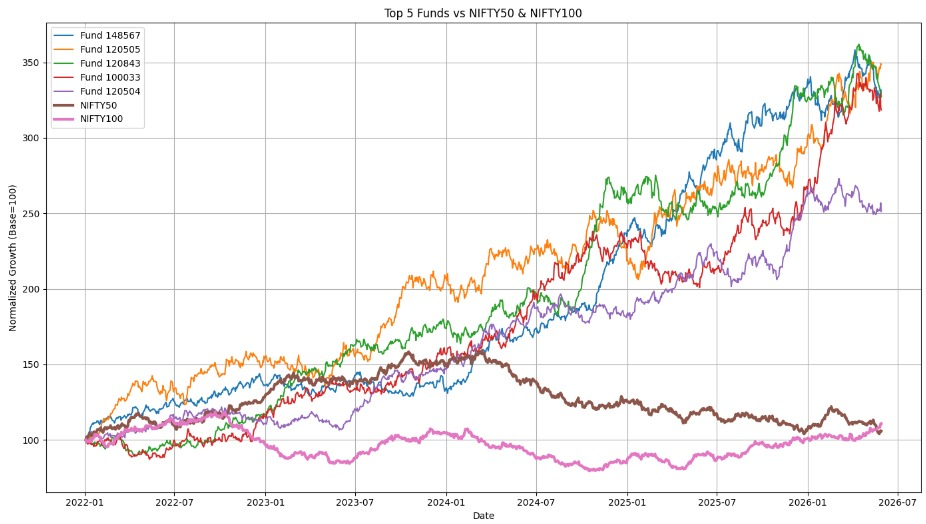 Top 5 Funds vs NIFTY50 & NIFTY100
Fund 148567
Fund 120505
Fund 120843
Fund 100033
Fund 120504
NIFTY50
NIFTY100
Normalized Growth (Base=100)
350
300
250
200
150
100
2022-01 2022-07 2023-01 2023-07 2024-01 2024-07 2025-01 2025-07 2026-01 2026-07
Date